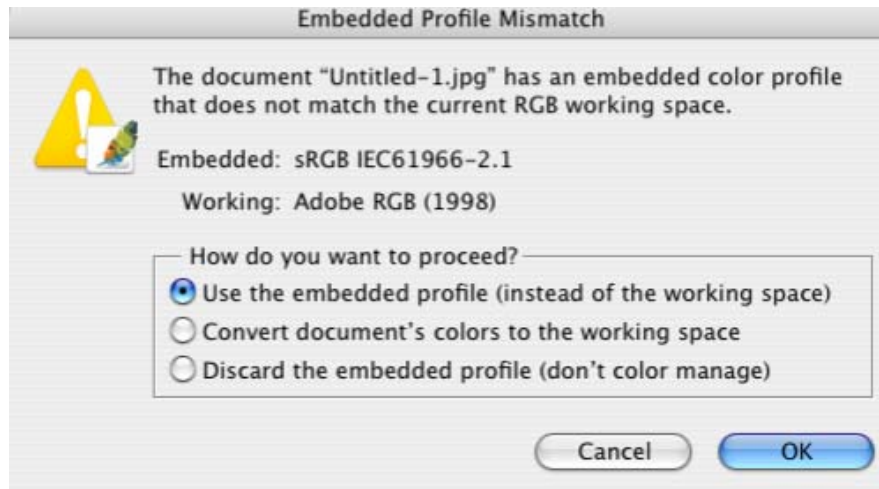 Embedded Profile Mismatch
The document “Untitled-1.jpg” has an embedded color profile
that does not match the current RGB working space.
Embedded: sRGB IEC61966-2.1
Working: Adobe RGB (1998)
How do you want to proceed?
Use the embedded profile (instead of the working space)
Convert document’s colors to the working space
Discard the embedded profile (don’t color manage)
Cancel OK